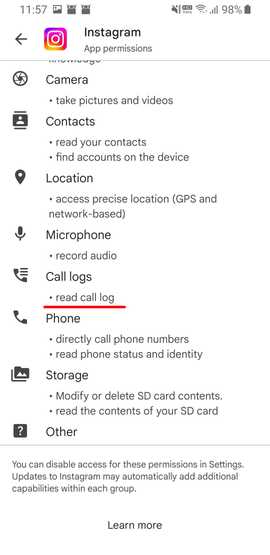 11:57 98%
Instagram
App permissions
knowledge
Camera
• take pictures and videos
Contacts
• read your contacts
• find accounts on the device
Location
• access precise location (GPS and
network-based)
Microphone
• record audio
Call logs
• read call log
Phone
• directly call phone numbers
• read phone status and identity
Storage
• Modify or delete SD card contents.
• read the contents of your SD card
Other
You can disable access for these permissions in Settings.
Updates to Instagram may automatically add additional
capabilities within each group.
Learn more